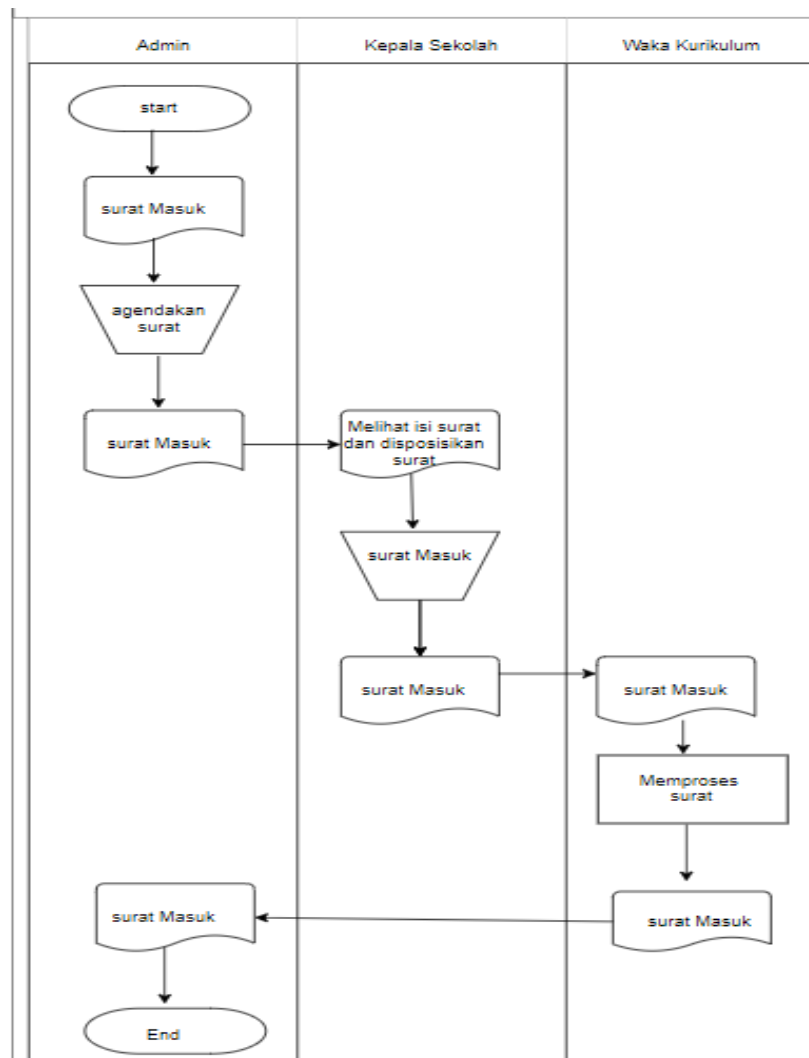 Admin
Kepala Sekolah
Waka Kurikulum
start
surat Masuk
agendakan
surat
surat Masuk
Melihat isi surat
dan disposisikan
surat
surat Masuk
surat Masuk
surat Masuk
Memproses
surat
surat Masuk
surat Masuk
End